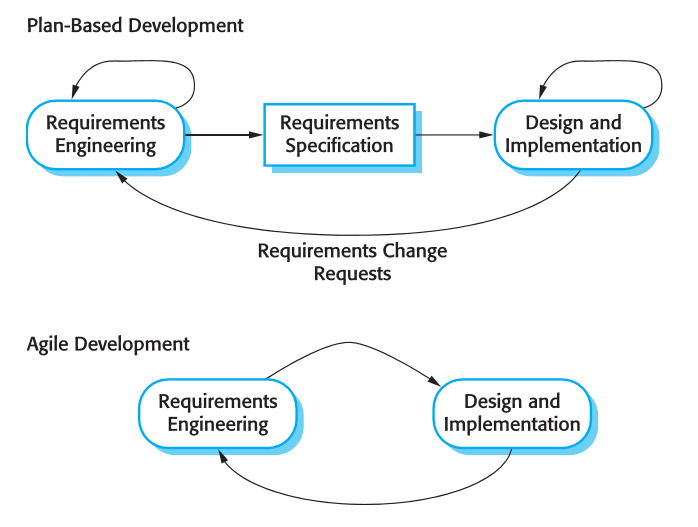 Plan-Based Development
Requirements
Engineering
Requirements
Specification
Design and
Implementation
Requirements Change
Requests
Agile Development
Requirements
Engineering
Design and
Implementation